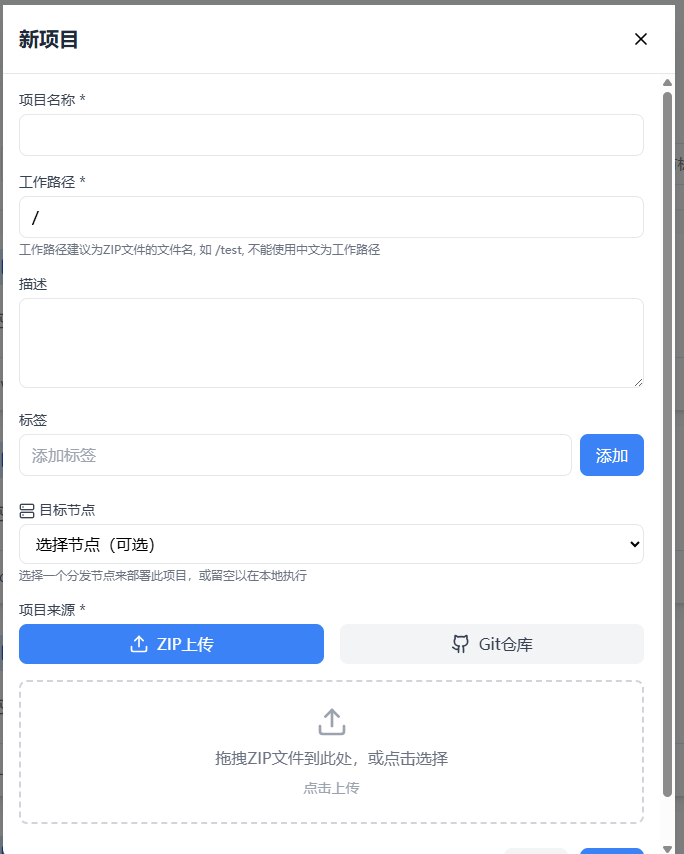 新项目
项目名称 *
工作路径 *
/
工作路径建议为ZIP文件的文件名, 如 /test, 不能使用中文为工作路径
描述
标签
添加标签
添加
目标节点
选择节点（可选）
选择一个分发节点来部署此项目，或留空以在本地执行
项目来源 *
ZIP上传
Git仓库
拖拽ZIP文件到此处，或点击选择
点击上传